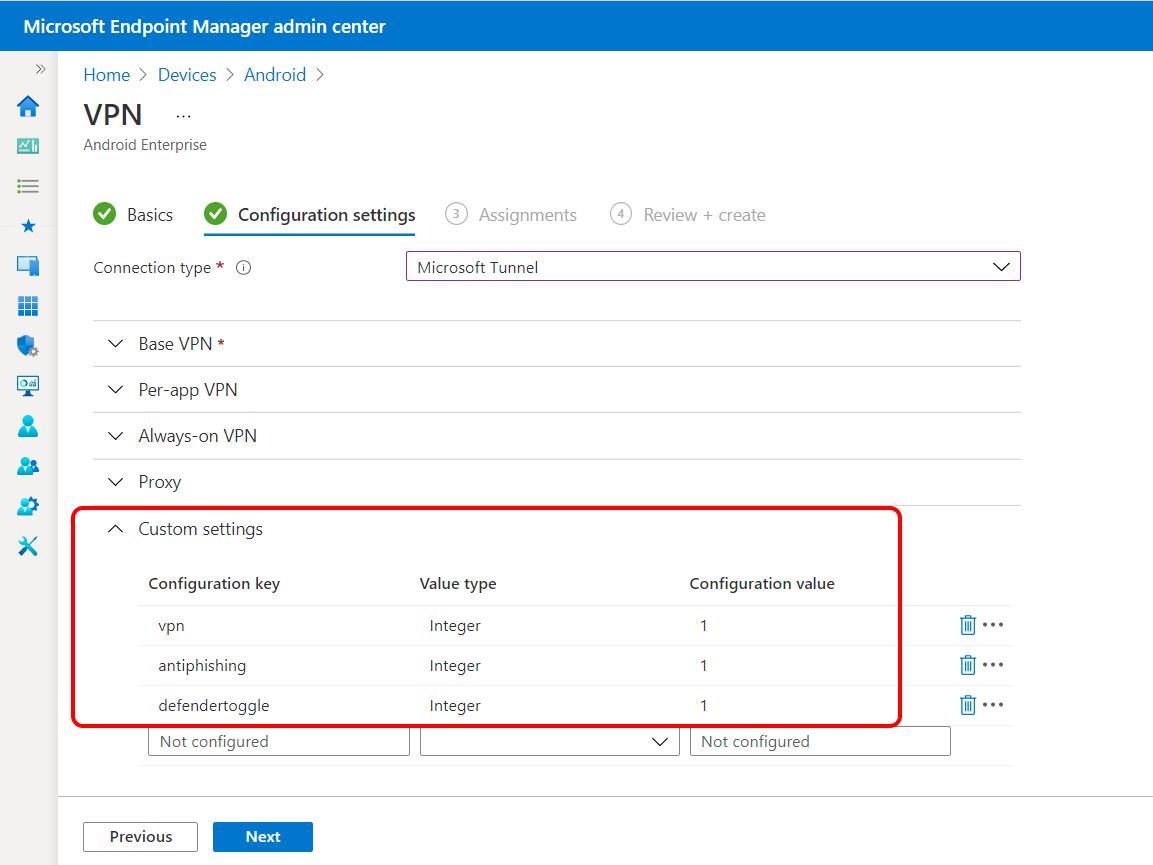 Microsoft Endpoint Manager admin center
Home > Devices > Android >
VPN ...
Android Enterprise
Basics Configuration settings 3 Assignments 4 Review + create
Connection type * Microsoft Tunnel
Base VPN *
Per-app VPN
Always-on VPN
Proxy
Custom settings
Configuration key Value type Configuration value
vpn Integer 1
antiphishing Integer 1
defendertoggle Integer 1
Not configured Not configured
Previous Next